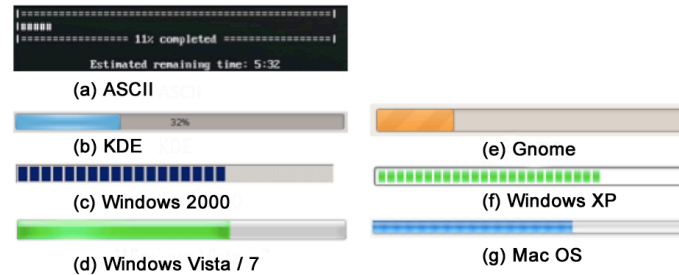 11% completed
Estimated remaining time: 5:32
(a) ASCII
32%
(b) KDE
(c) Windows 2000
(d) Windows Vista / 7
(e) Gnome
(f) Windows XP
(g) Mac OS